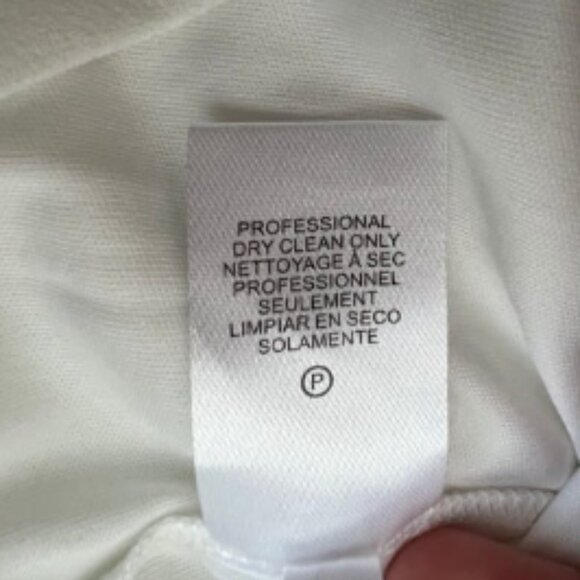 PROFESSIONAL
DRY CLEAN ONLY
NETTOYAGE À SEC
PROFESSIONNEL
SEULEMENT
LIMPIAR EN SECO
SOLAMENTE
P